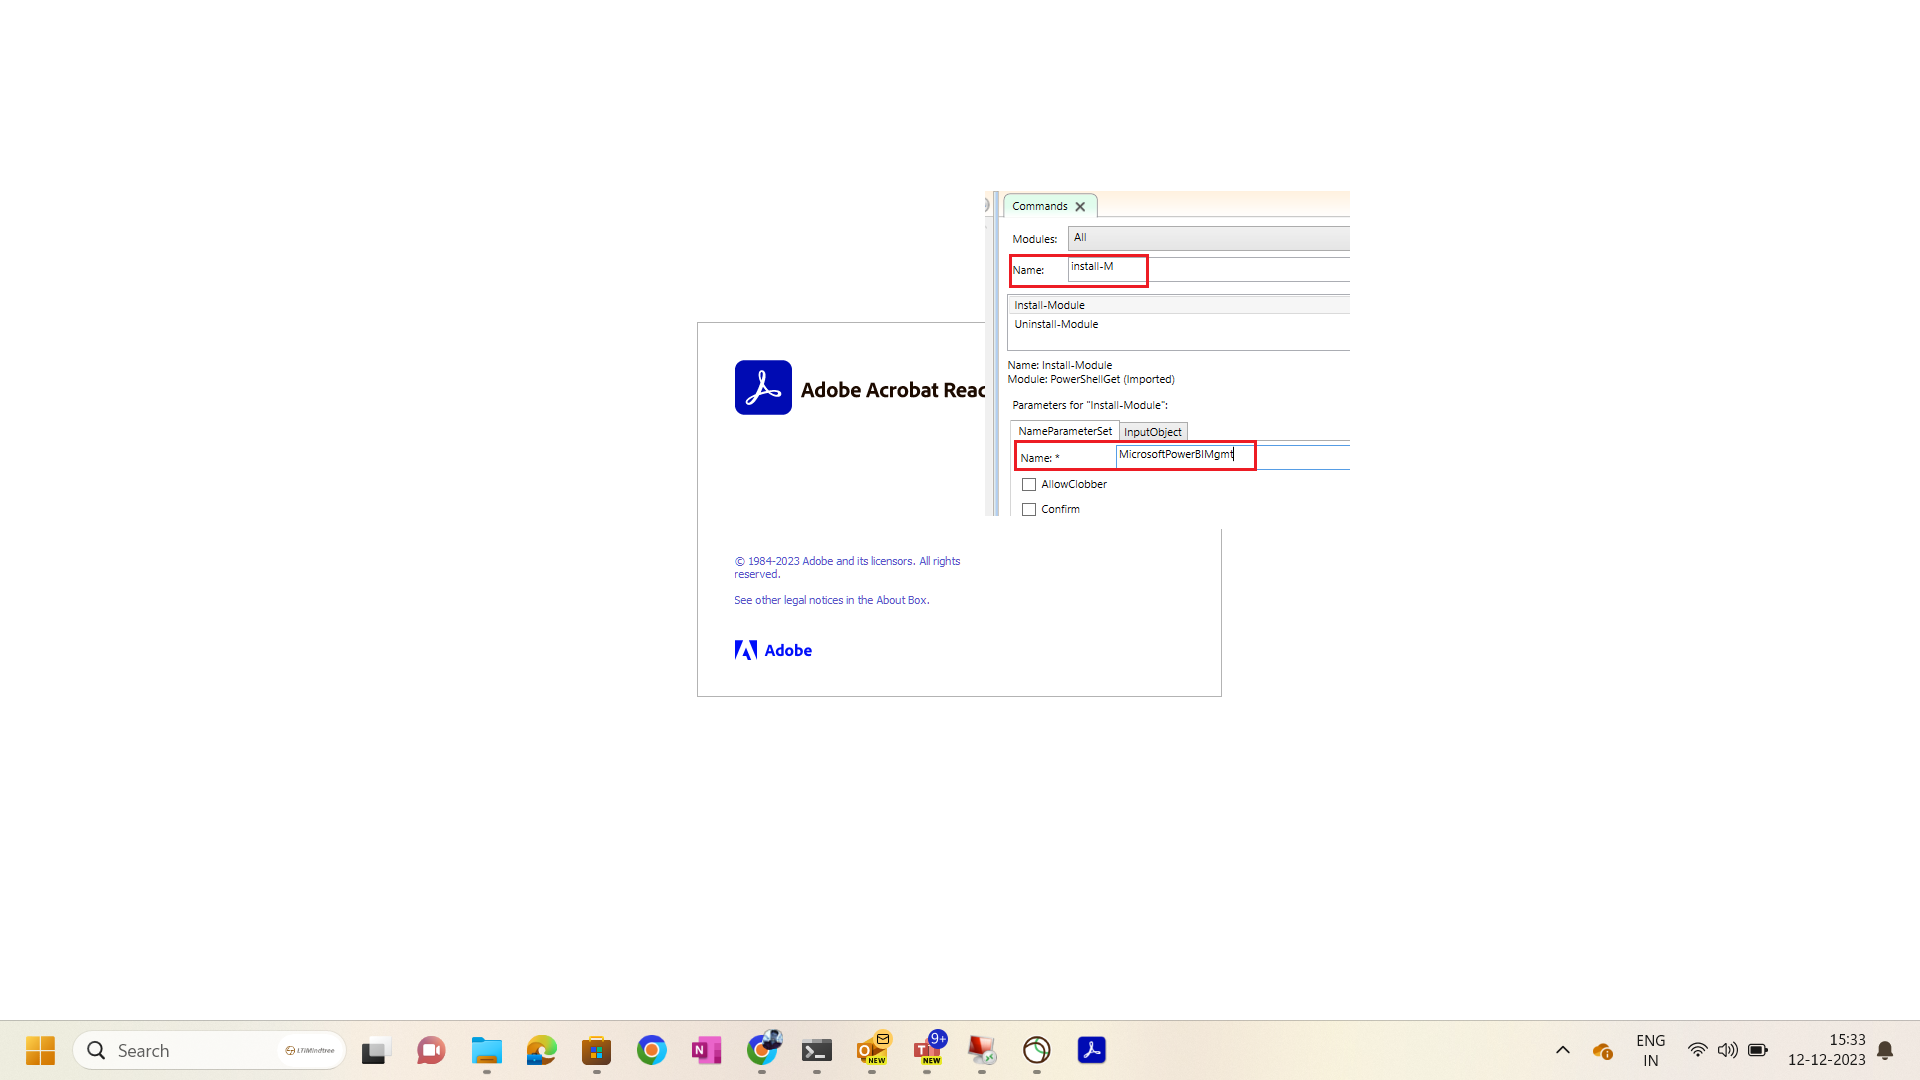 Commands
Modules: All
Name: install-M
Install-Module
Uninstall-Module
Name: Install-Module
Module: PowerShellGet (Imported)
Parameters for "Install-Module":
NameParameterSet InputObject
Name: * MicrosoftPowerBIMgmt
AllowClobber
Confirm
Adobe Acrobat Reac
© 1984-2023 Adobe and its licensors. All rights
reserved.
See other legal notices in the About Box.
Adobe
Search LTIMindtree
N
NEW
9+
NEW
ENG
IN
15:33
12-12-2023